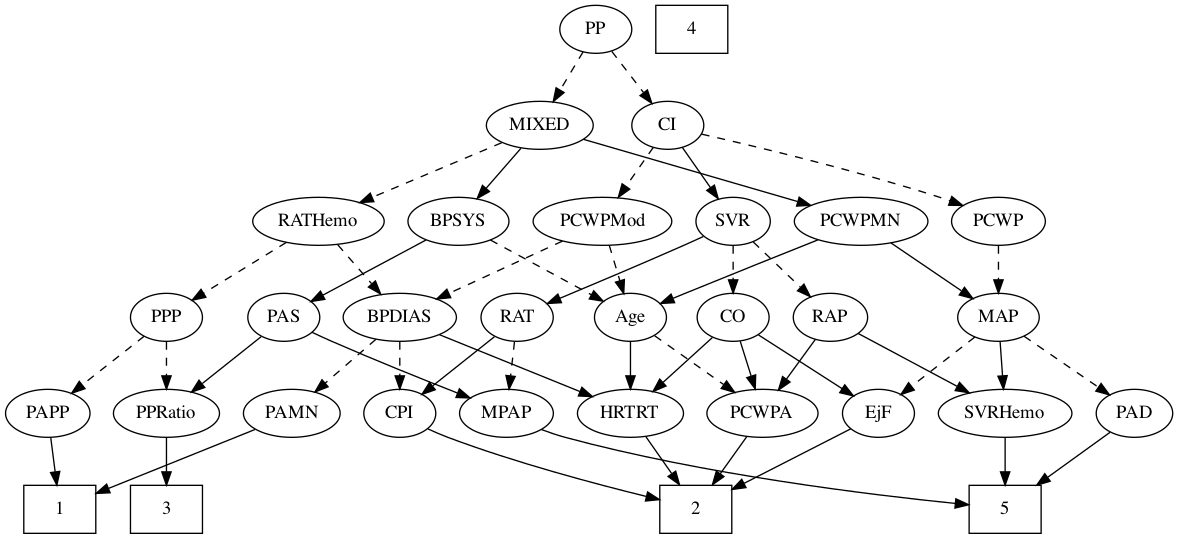 PP
4
MIXED
CI
RATHemo
BPSYS
PCWPMod
SVR
PCWPMN
PCWP
PPP
PAS
BPDIAS
RAT
Age
CO
RAP
MAP
PAPP
PPRatio
PAMN
CPI
MPAP
HRTRT
PCWPA
EjF
SVRHemo
PAD
1
3
2
5